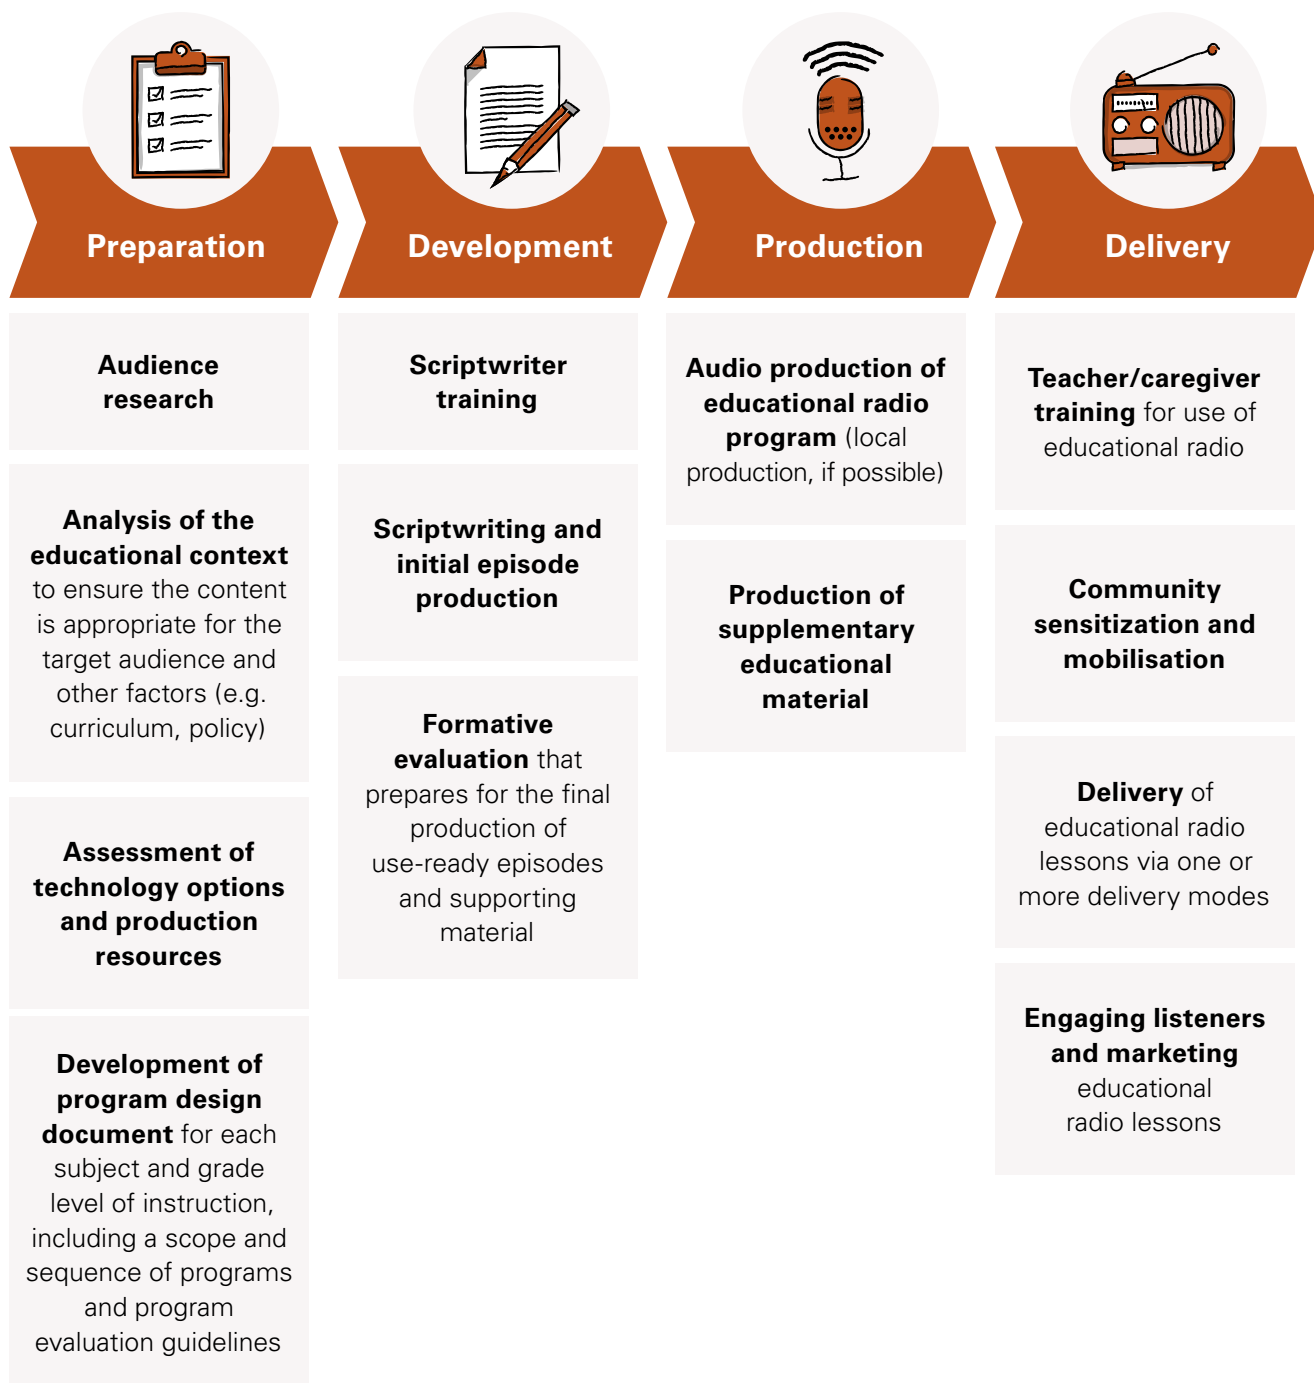 Preparation
Audience
research
Analysis of the
educational context
to ensure the content
is appropriate for the
target audience and
other factors (e.g.
curriculum, policy)
Assessment of
technology options
and production
resources
Development of
program design
document for each
subject and grade
level of instruction,
including a scope and
sequence of programs
and program
evaluation guidelines
Development
Scriptwriter
training
Scriptwriting and
initial episode
production
Formative
evaluation that
prepares for the final
production of
use-ready episodes
and supporting
material
Production
Audio production of
educational radio
program (local
production, if possible)
Production of
supplementary
educational
material
Delivery
Teacher/caregiver
training for use of
educational radio
Community
sensitization and
mobilisation
Delivery of
educational radio
lessons via one or
more delivery modes
Engaging listeners
and marketing
educational
radio lessons